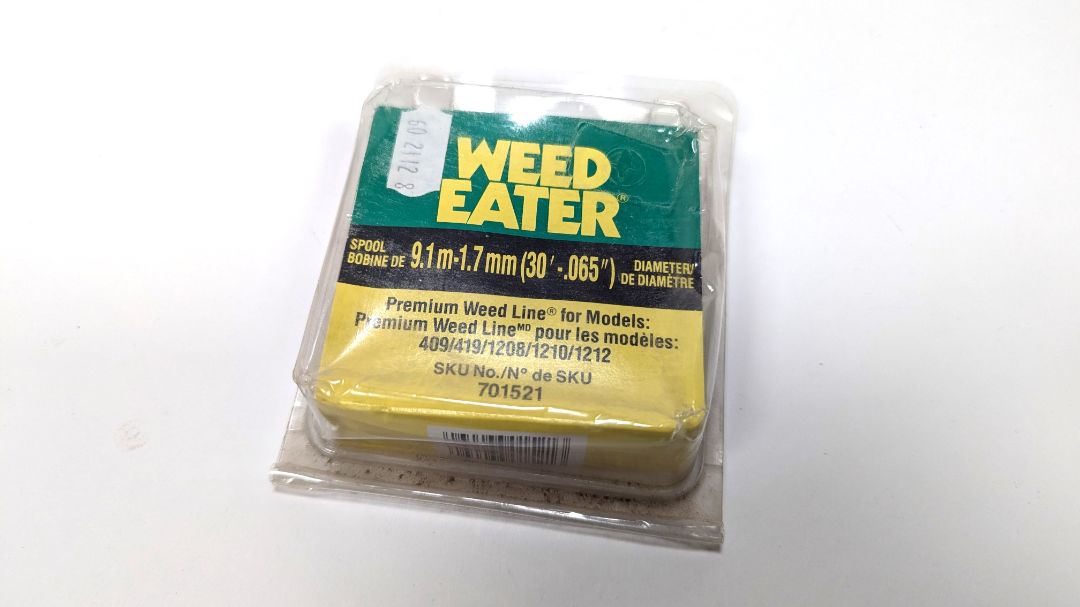 60 2112 8
WEED
EATER®
SPOOL
BOBINE DE
9.1 m-1.7 mm (30'-.065")
DIAMETER/
DE DIAMÈTRE
Premium Weed Line® for Models:
Premium Weed Line MD pour les modèles:
409/419/1208/1210/1212
SKU No./N° de SKU
701521